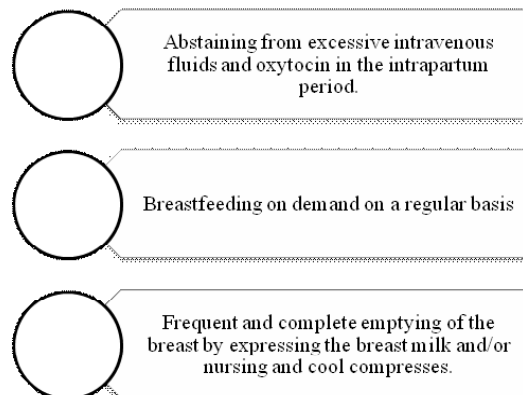 Abstaining from excessive intravenous
fluids and oxytocin in the intrapartum
period.
Breastfeeding on demand on a regular basis
Frequent and complete emptying of the
breast by expressing the breast milk and/or
nursing and cool compresses.